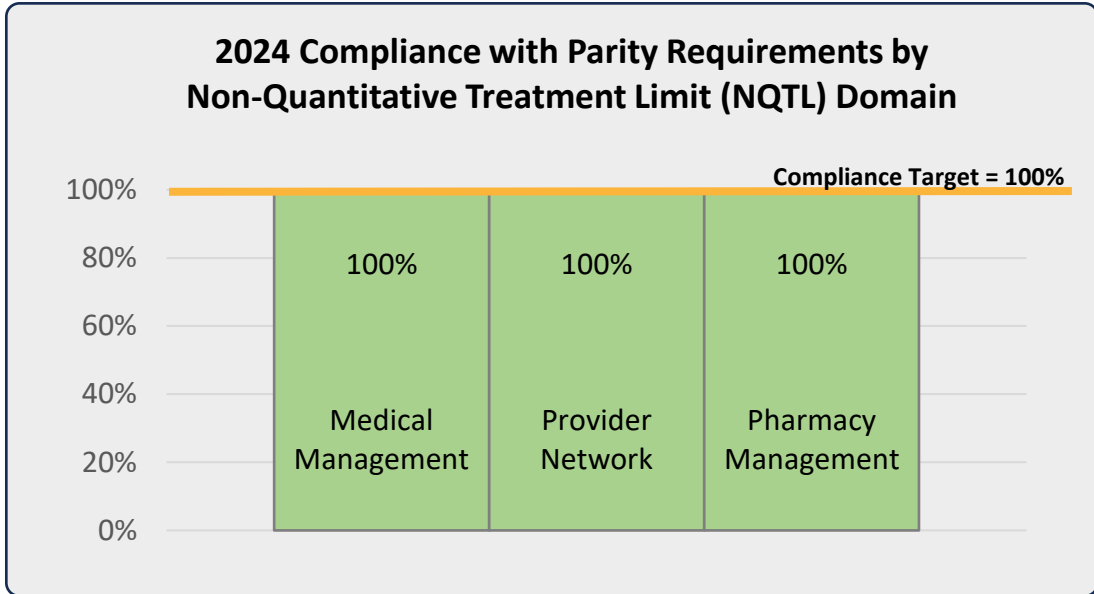 2024 Compliance with Parity Requirements by
Non-Quantitative Treatment Limit (NQTL) Domain
Compliance Target = 100%
100%
80%
60%
40%
20%
0%
100%
100%
100%
Medical
Management
Provider
Network
Pharmacy
Management